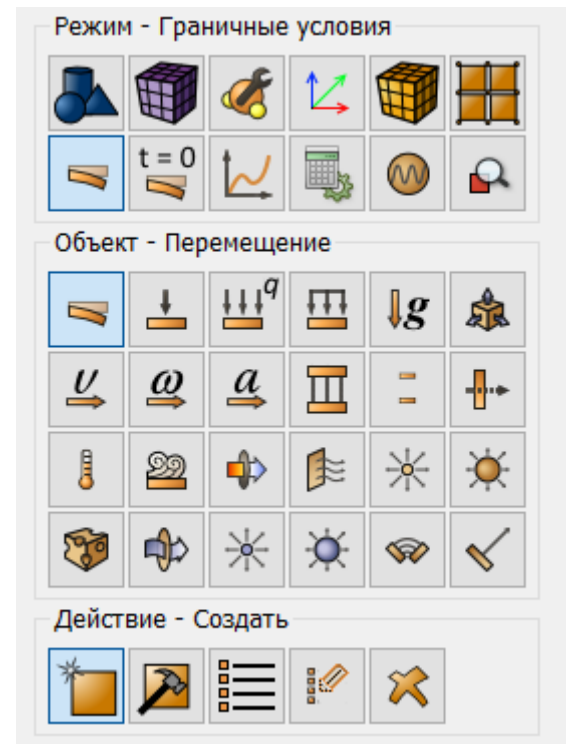 Режим - Граничные условия
t = 0
Объект - Перемещение
q
g
υ ω a
Действие - Создать